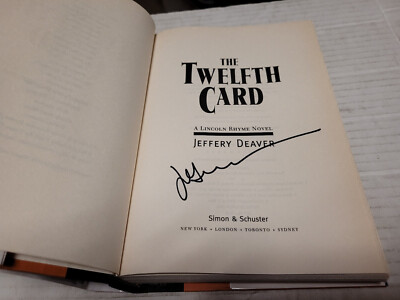 THE
TWELFTH
CARD
A LINCOLN RHYME NOVEL
JEFFERY DEAVER
Simon & Schuster
NEW YORK • LONDON • TORONTO • SYDNEY